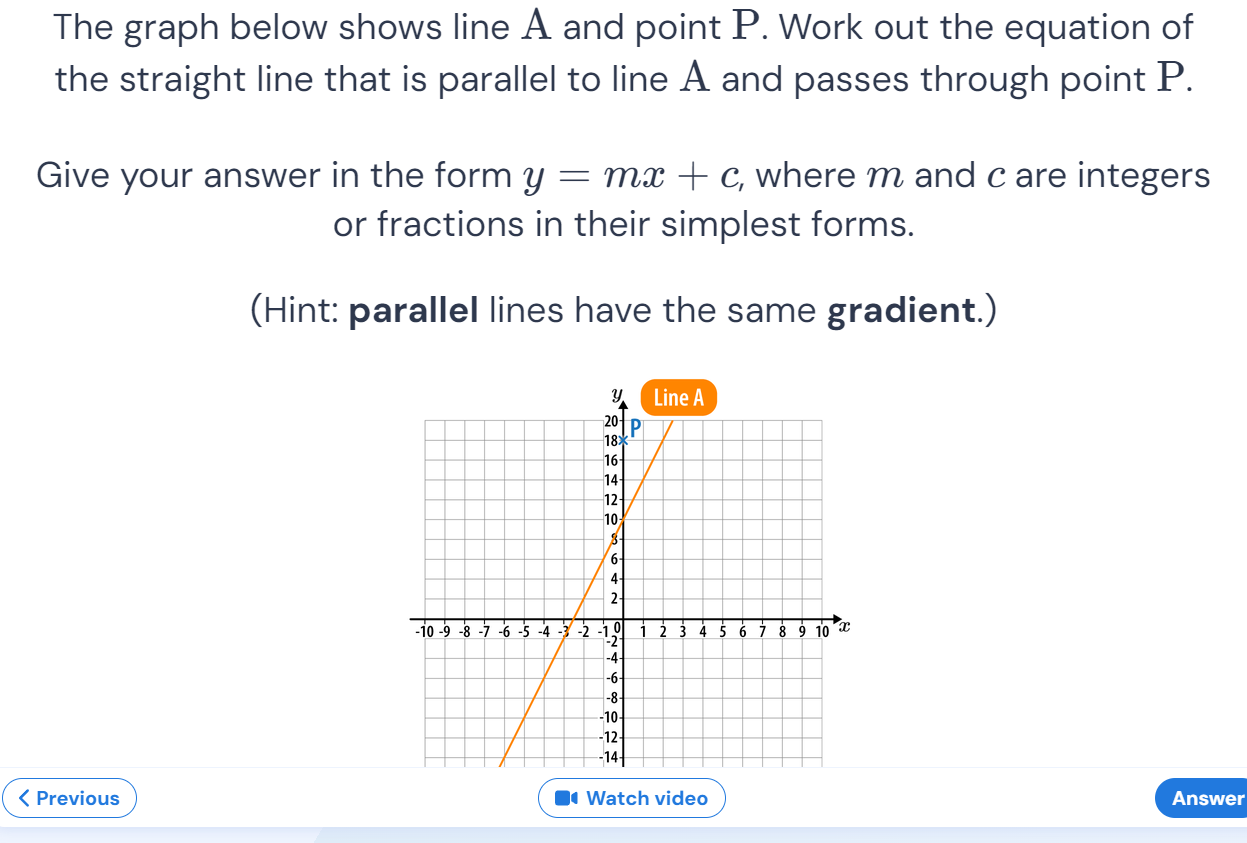 The graph below shows line A and point P. Work out the equation of
the straight line that is parallel to line A and passes through point P.
Give your answer in the form y = mx + c, where m and c are integers
or fractions in their simplest forms.
(Hint: parallel lines have the same gradient.)
y
Line A
20
P
18
16
14
12
10
8
6
4
2
-10 -9 -8 -7 -6 -5 -4 -3 -2 -1 0 1 2 3 4 5 6 7 8 9 10 x
-2
-4
-6
-8
-10
-12
-14
Previous
Watch video
Answer